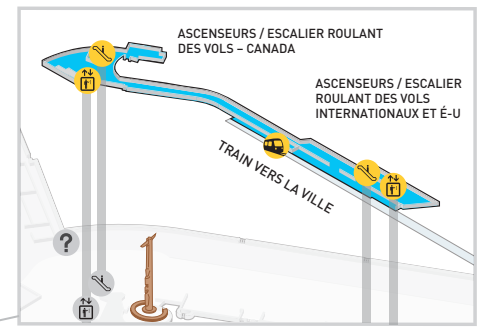 ASCENSEURS / ESCALIER ROULANT
DES VOLS – CANADA
ASCENSEURS / ESCALIER
ROULANT DES VOLS
INTERNATIONAUX ET É-U
TRAIN VERS LA VILLE
?